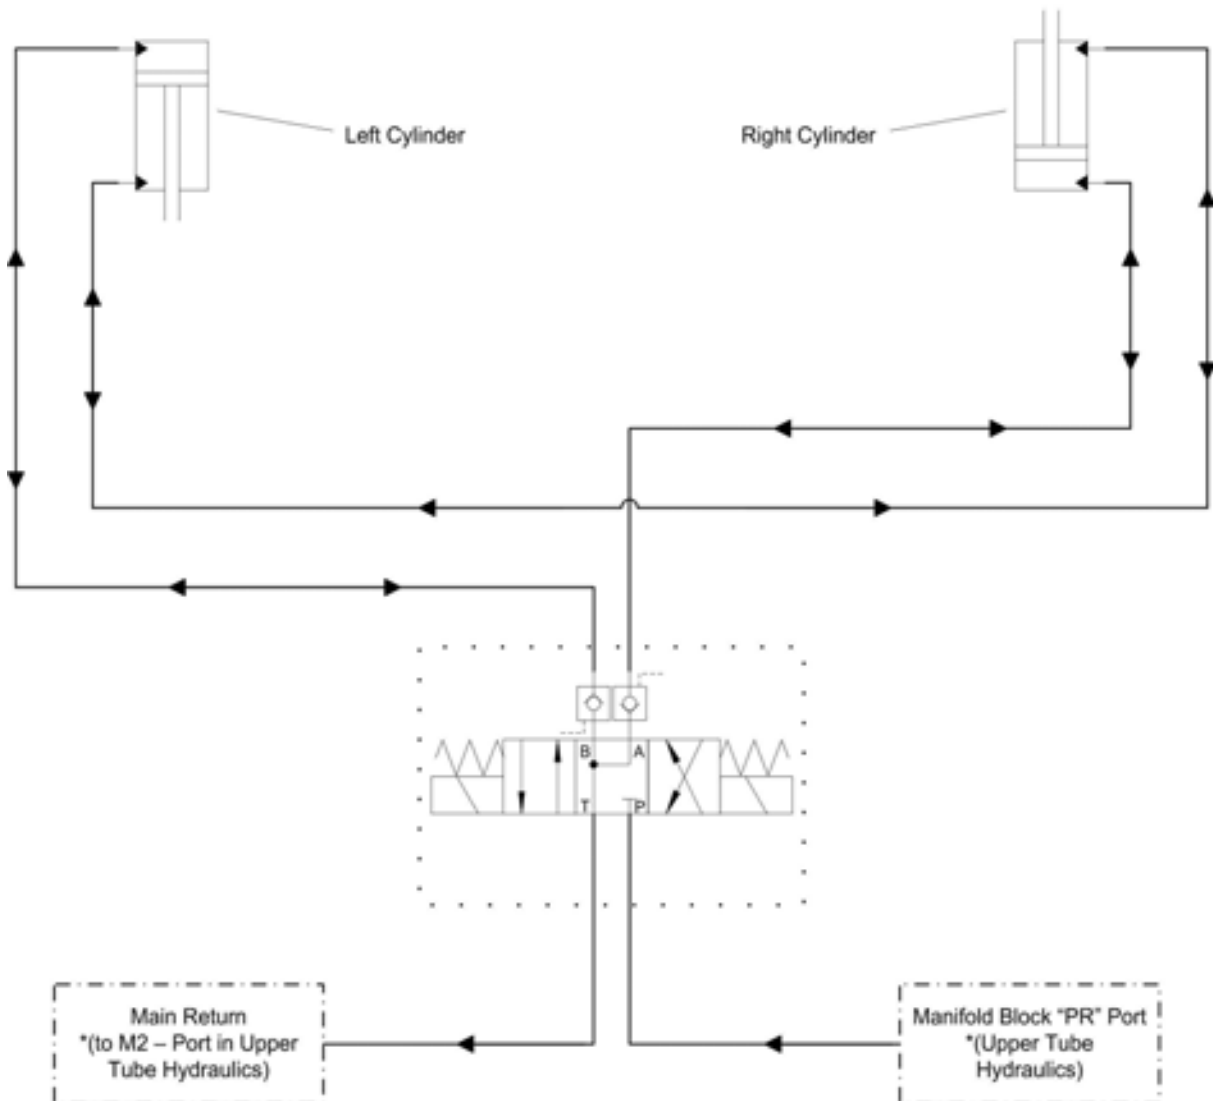 Left Cylinder
Right Cylinder
B A
T P
Main Return
*(to M2 – Port in Upper
Tube Hydraulics)
Manifold Block “PR” Port
*(Upper Tube
Hydraulics)